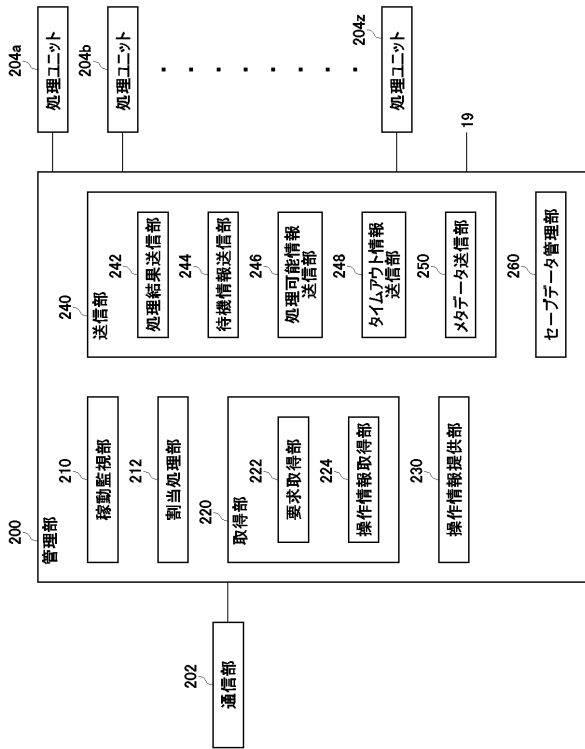 200
管理部
202
通信部
210
稼動監視部
212
割当処理部
220
取得部
222
要求取得部
224
操作情報取得部
230
操作情報提供部
240
送信部
242
処理結果送信部
244
待機情報送信部
246
処理可能情報
送信部
248
タイムアウト情報
送信部
250
メタデータ送信部
260
セーブデータ管理部
204a
処理ユニット
204b
処理ユニット
204z
処理ユニット
19